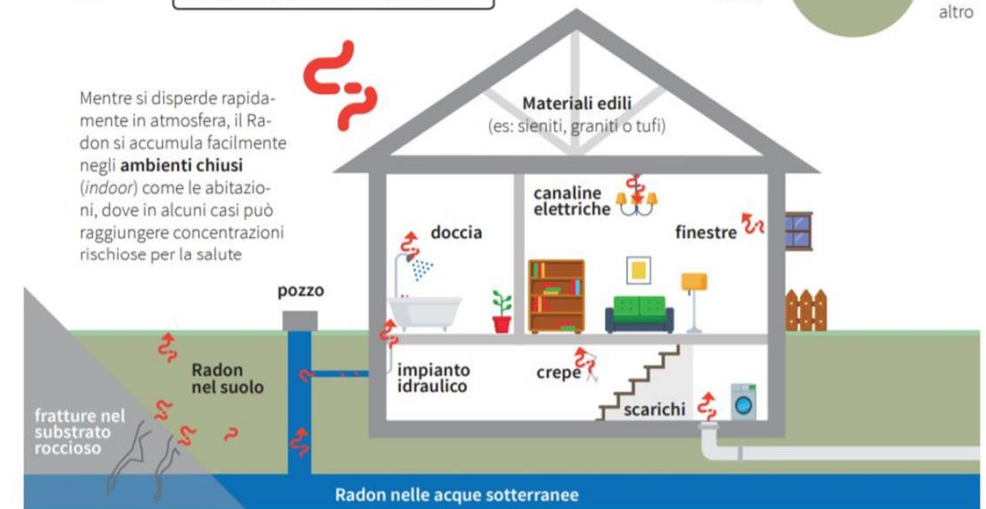 altro
Mentre si disperde rapida-
mente in atmosfera, il Ra-
don si accumula facilmente
negli ambienti chiusi
(indoor) come le abitazio-
ni, dove in alcuni casi può
raggiungere concentrazioni
rischiose per la salute
Materiali edili
(es: sieniti, graniti o tufi)
canaline
elettriche
finestre
doccia
pozzo
Radon
nel suolo
impianto
idraulico
crepe
scarichi
fratture nel
substrato
roccioso
Radon nelle acque sotterranee